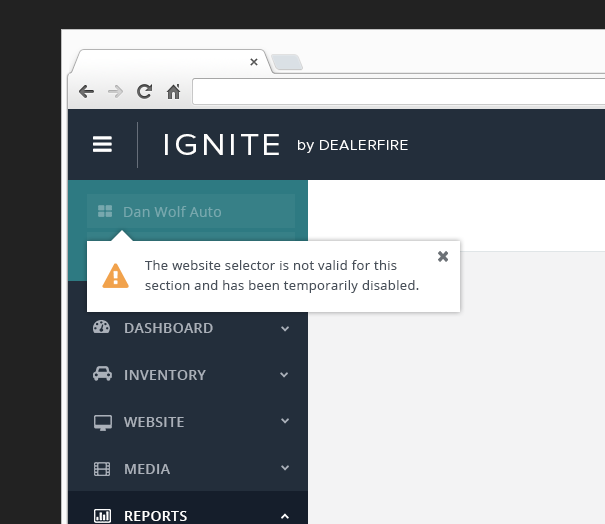 IGNITE by DEALERFIRE
Dan Wolf Auto
The website selector is not valid for this
section and has been temporarily disabled.
DASHBOARD
INVENTORY
WEBSITE
MEDIA
REPORTS